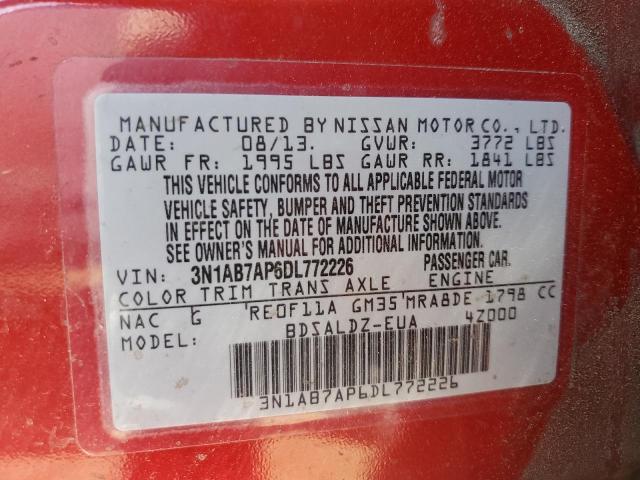 MANUFACTURED BY NISSAN MOTOR CO., LTD.
DATE: 08/13. GVWR: 3772 LBS
GAWR FR: 1995 LBS GAWR RR: 1841 LBS
THIS VEHICLE CONFORMS TO ALL APPLICABLE FEDERAL MOTOR
VEHICLE SAFETY, BUMPER AND THEFT PREVENTION STANDARDS
IN EFFECT ON THE DATE OF MANUFACTURE SHOWN ABOVE.
SEE OWNER'S MANUAL FOR ADDITIONAL INFORMATION.
VIN: 3N1AB7AP6DL772226 PASSENGER CAR.
COLOR TRIM TRANS AXLE ENGINE
NAC G 'RE0F11A GM35'MRA8DE 1798 CC
BDSALDZ-EUA 4Z000
3N1AB7AP6DL772226